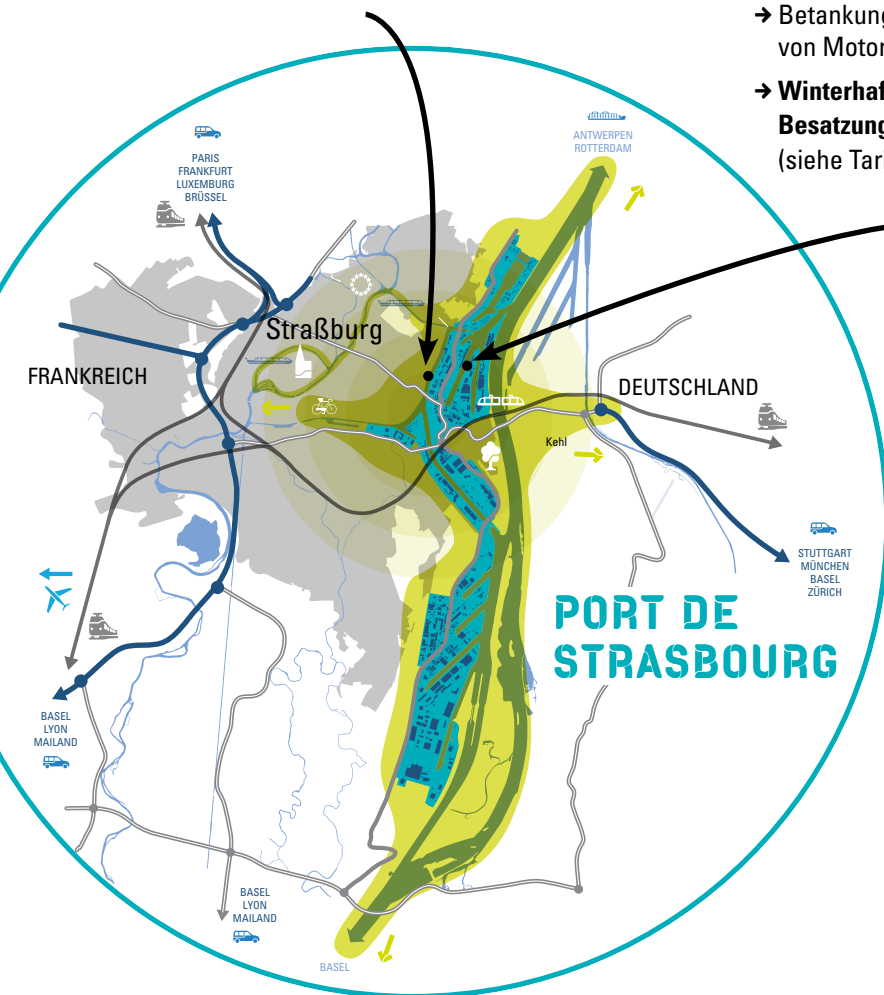 → Betankung
von Motor
→ Winterhaf
Besatzung
(siehe Tari
ANTWERPEN
ROTTERDAM
PARIS
FRANKFURT
LUXEMBURG
BRÜSSEL
Straßburg
FRANKREICH
DEUTSCHLAND
Kehl
STUTTGART
MÜNCHEN
BASEL
ZÜRICH
PORT DE
STRASBOURG
BASEL
LYON
MAILAND
BASEL
LYON
MAILAND
BASEL